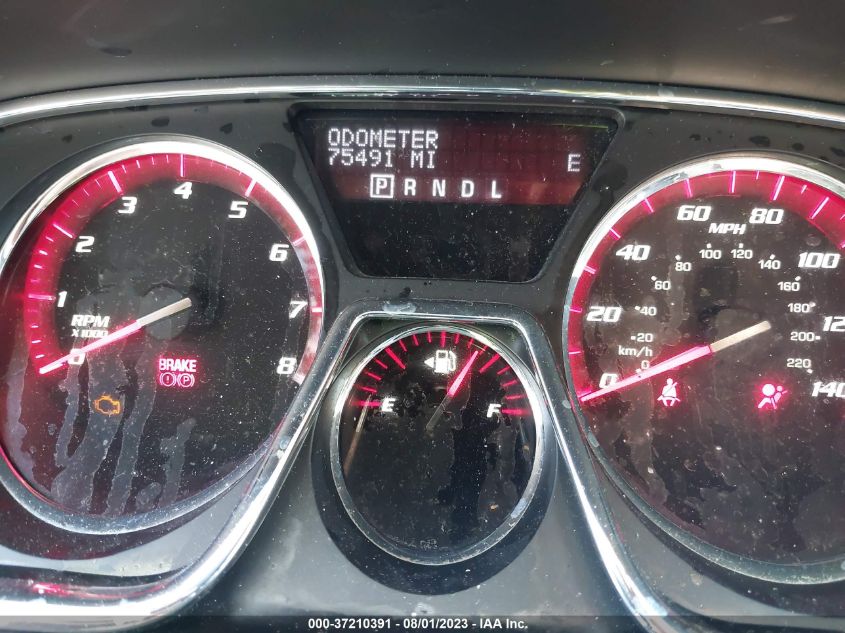 ODOMETER
75491 MI E
P R N D L
0 1 2 3 4 5 6 7 8
RPM
X 1000
BRAKE
P
E F
0 20 40 60 80 100 120 140
MPH
0 20 40 60 80 100 120 140 160 180 200 220
km/h
000-37210391 - 08/01/2023 - IAA Inc.